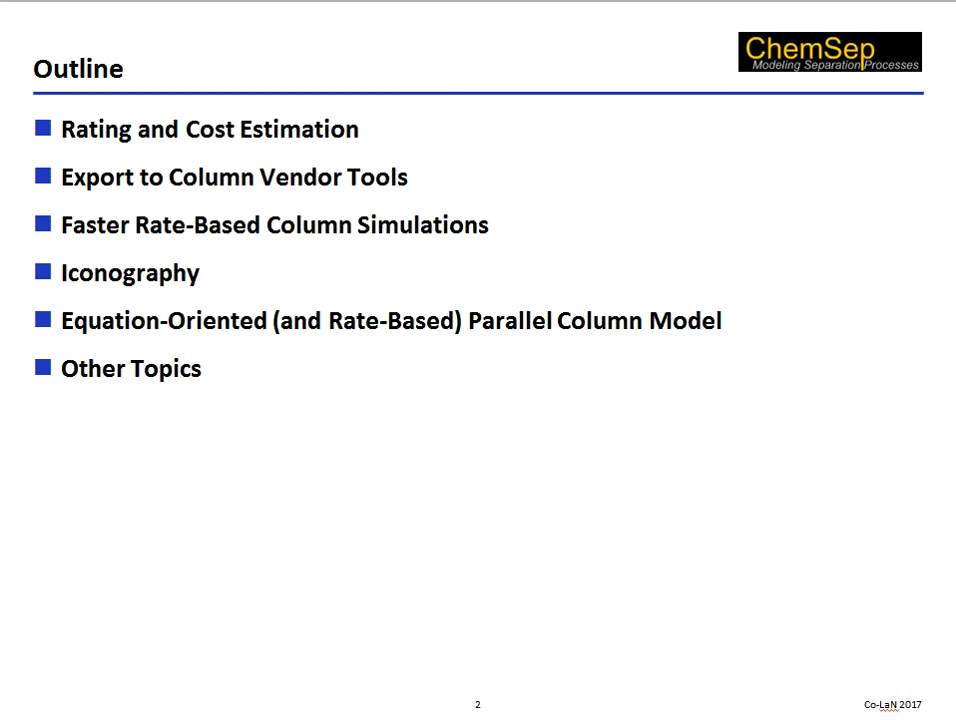 ChemSep
Modeling Separation Processes
Outline
Rating and Cost Estimation
Export to Column Vendor Tools
Faster Rate-Based Column Simulations
Iconography
Equation-Oriented (and Rate-Based) Parallel Column Model
Other Topics
2
Co-LaN 2017